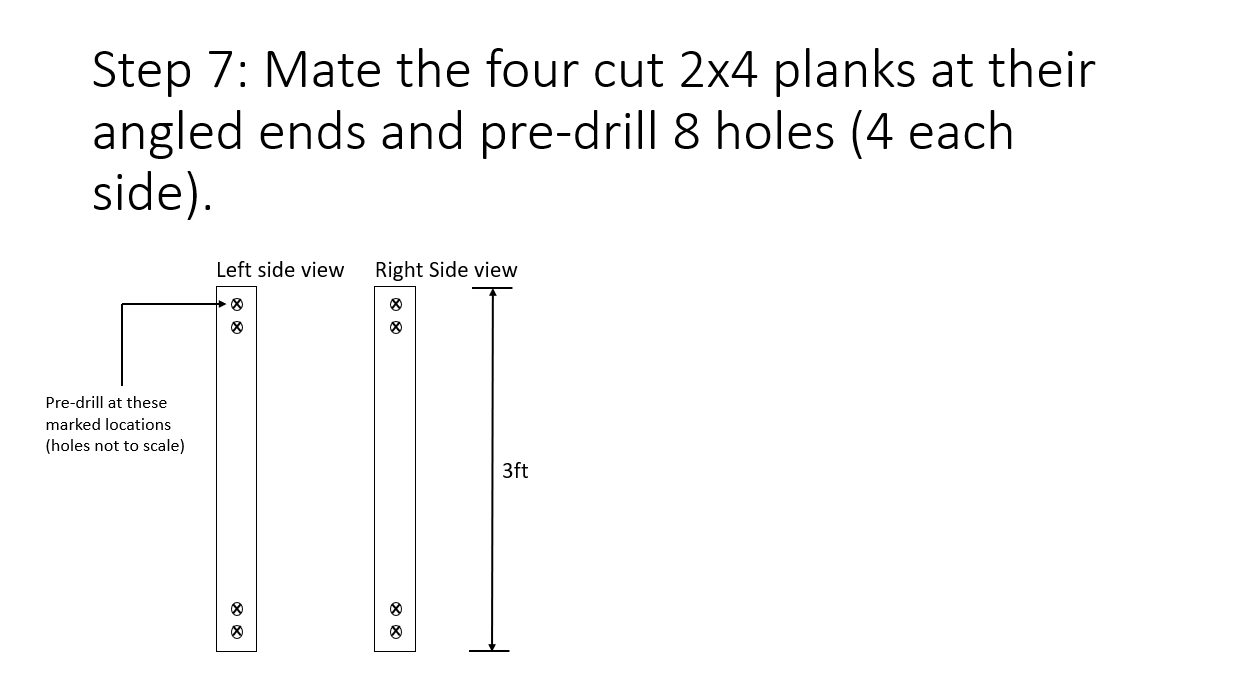 Step 7: Mate the four cut 2x4 planks at their
angled ends and pre-drill 8 holes (4 each
side).
Left side view
Right Side view
Pre-drill at these
marked locations
(holes not to scale)
3ft